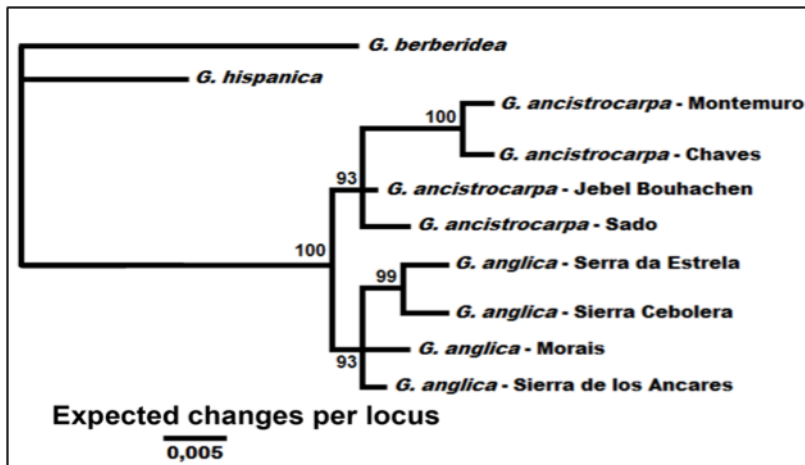 G. berberidea
G. hispanica
G. ancistrocarpa - Montemuro
100
G. ancistrocarpa - Chaves
93
G. ancistrocarpa - Jebel Bouhachen
G. ancistrocarpa - Sado
100
G. anglica - Serra da Estrela
99
G. anglica - Sierra Cebolera
G. anglica - Morais
93
G. anglica - Sierra de los Ancares
Expected changes per locus
0,005